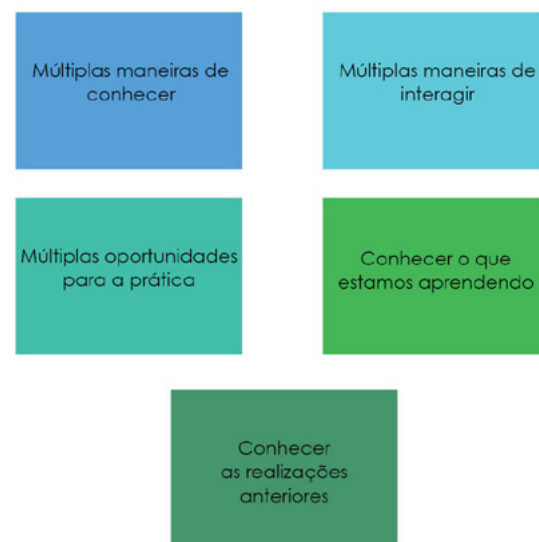 Múltiplas maneiras de
conhecer
Múltiplas maneiras de
interagir
Múltiplas oportunidades
para a prática
Conhecer o que
estamos aprendendo
Conhecer
as realizações
anteriores